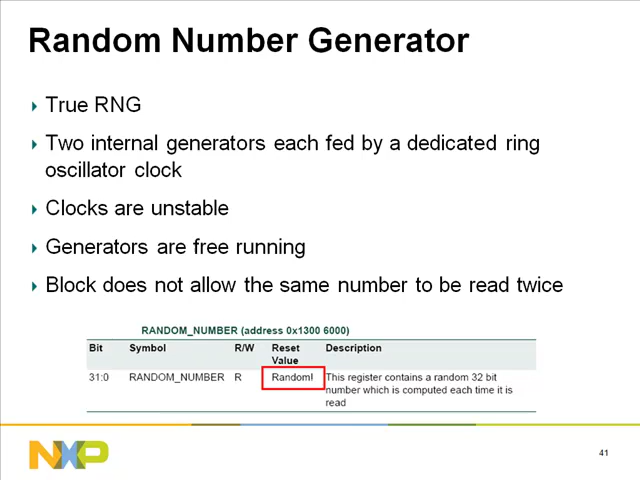 Random Number Generator
True RNG
Two internal generators each fed by a dedicated ring
oscillator clock
Clocks are unstable
Generators are free running
Block does not allow the same number to be read twice
RANDOM_NUMBER (address 0x1300 6000)
Bit Symbol R/W Reset Value Description
31:0 RANDOM_NUMBER R Random! This register contains a random 32 bit
number which is computed each time it is
read
NXP
41